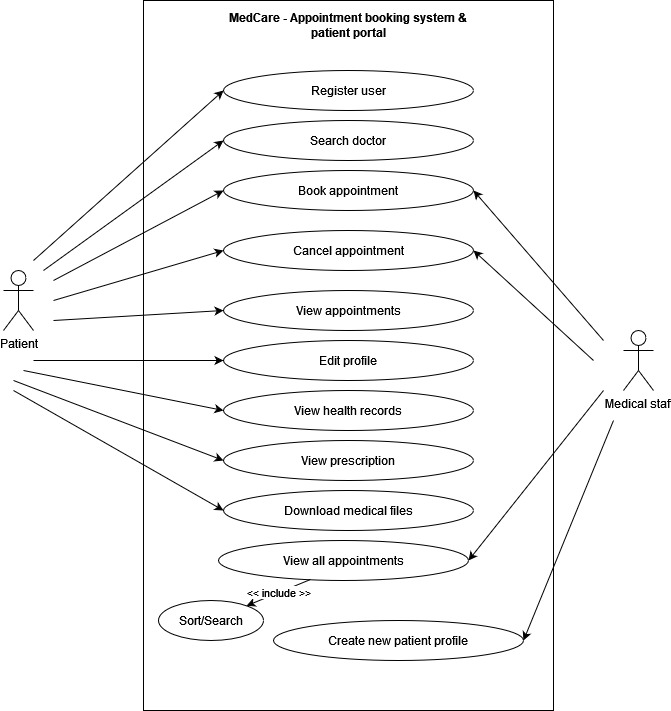 MedCare - Appointment booking system &
patient portal
Register user
Search doctor
Book appointment
Cancel appointment
View appointments
Patient
Edit profile
Medical staf
View health records
View prescription
Download medical files
View all appointments
<< include >>
Sort/Search
Create new patient profile